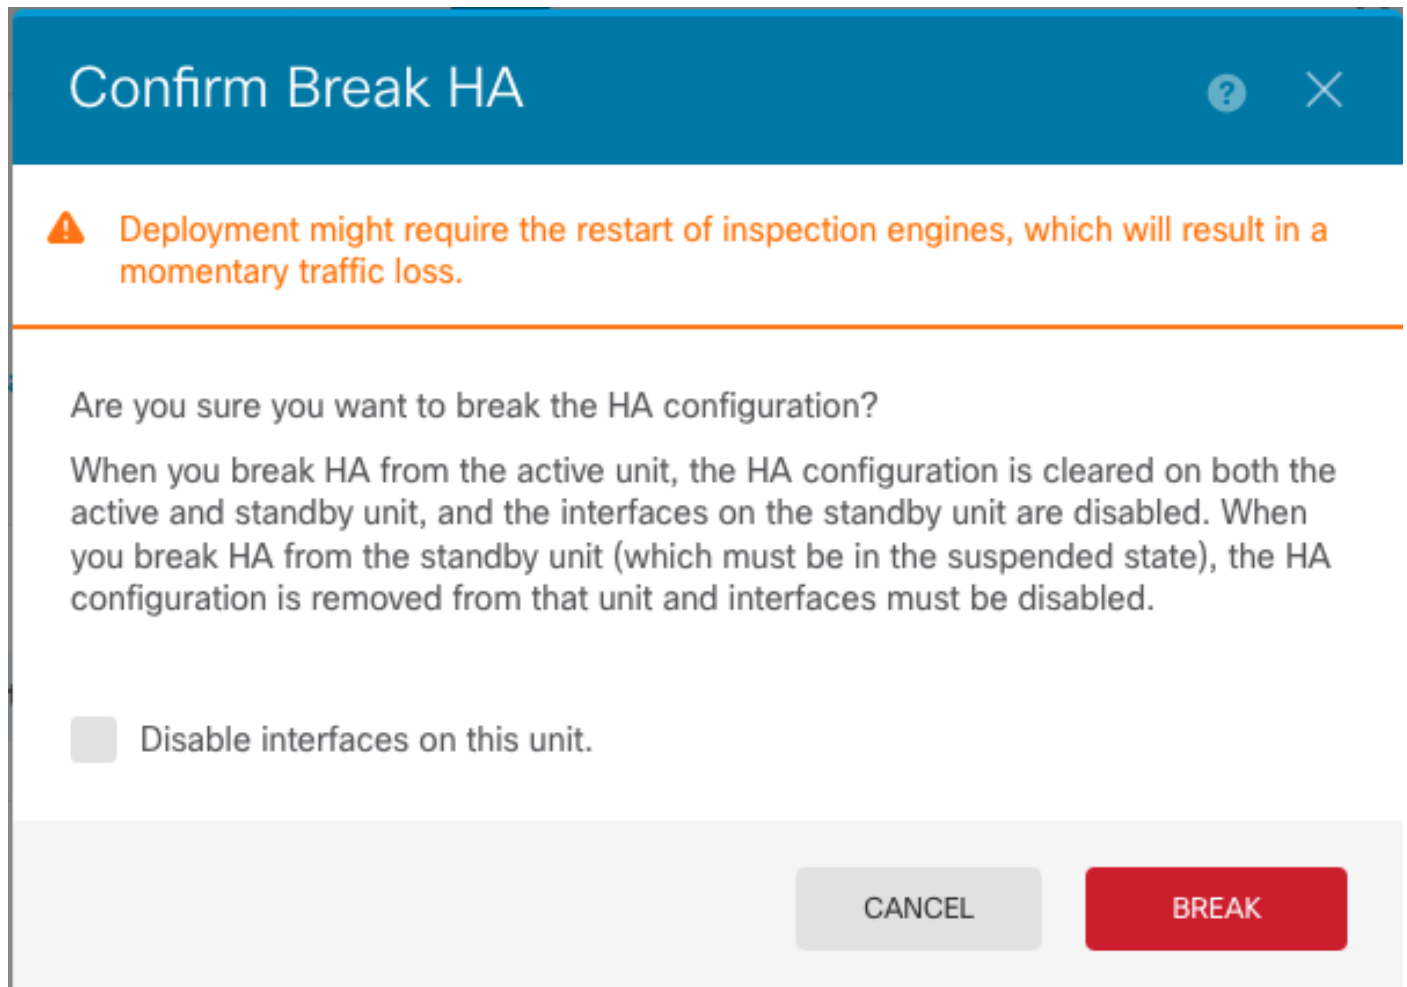 Confirm Break HA
?
Deployment might require the restart of inspection engines, which will result in a
momentary traffic loss.
Are you sure you want to break the HA configuration?
When you break HA from the active unit, the HA configuration is cleared on both the
active and standby unit, and the interfaces on the standby unit are disabled. When
you break HA from the standby unit (which must be in the suspended state), the HA
configuration is removed from that unit and interfaces must be disabled.
Disable interfaces on this unit.
CANCEL
BREAK